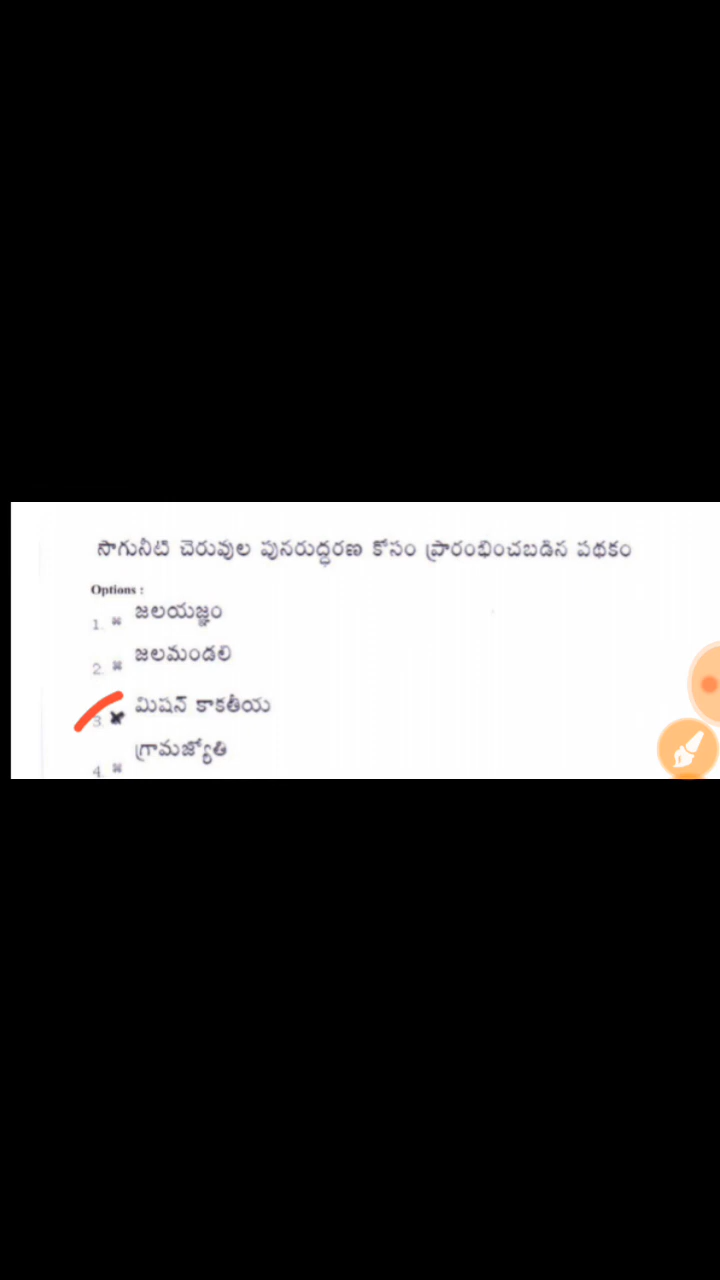 సాగునీటి చెరువుల పునరుద్ధరణ కోసం ప్రారంభించబడిన పథకం
Options :
1. జలయజ్ఞం
2. జలమండలి
3. మిషన్ కాకతీయ
4. గ్రామజ్యోతి